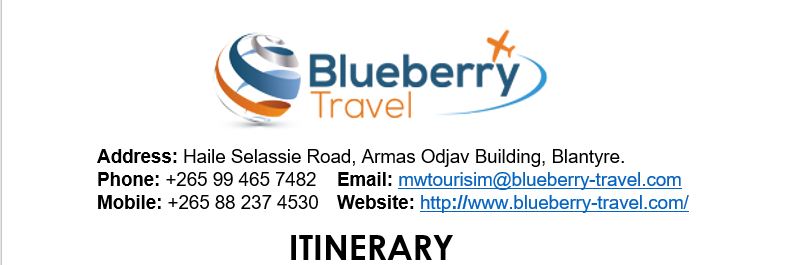 Blueberry
Travel
Address: Haile Selassie Road, Armas Odjav Building, Blantyre.
Phone: +265 99 465 7482 Email: mwtourisim@blueberry-travel.com
Mobile: +265 88 237 4530 Website: http://www.blueberry-travel.com/
ITINERARY